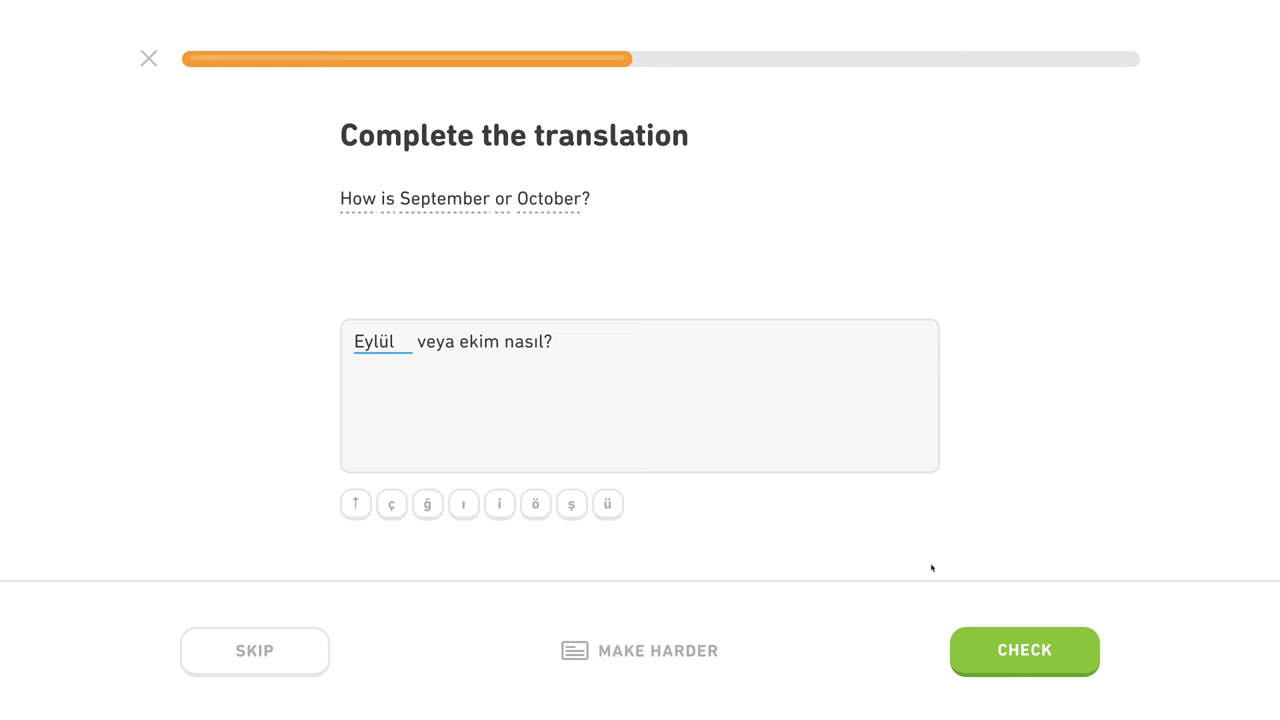 Complete the translation
How is September or October?
Eylül veya ekim nasıl?
↑ ç ğ ı i ö ş ü
SKIP
MAKE HARDER
CHECK